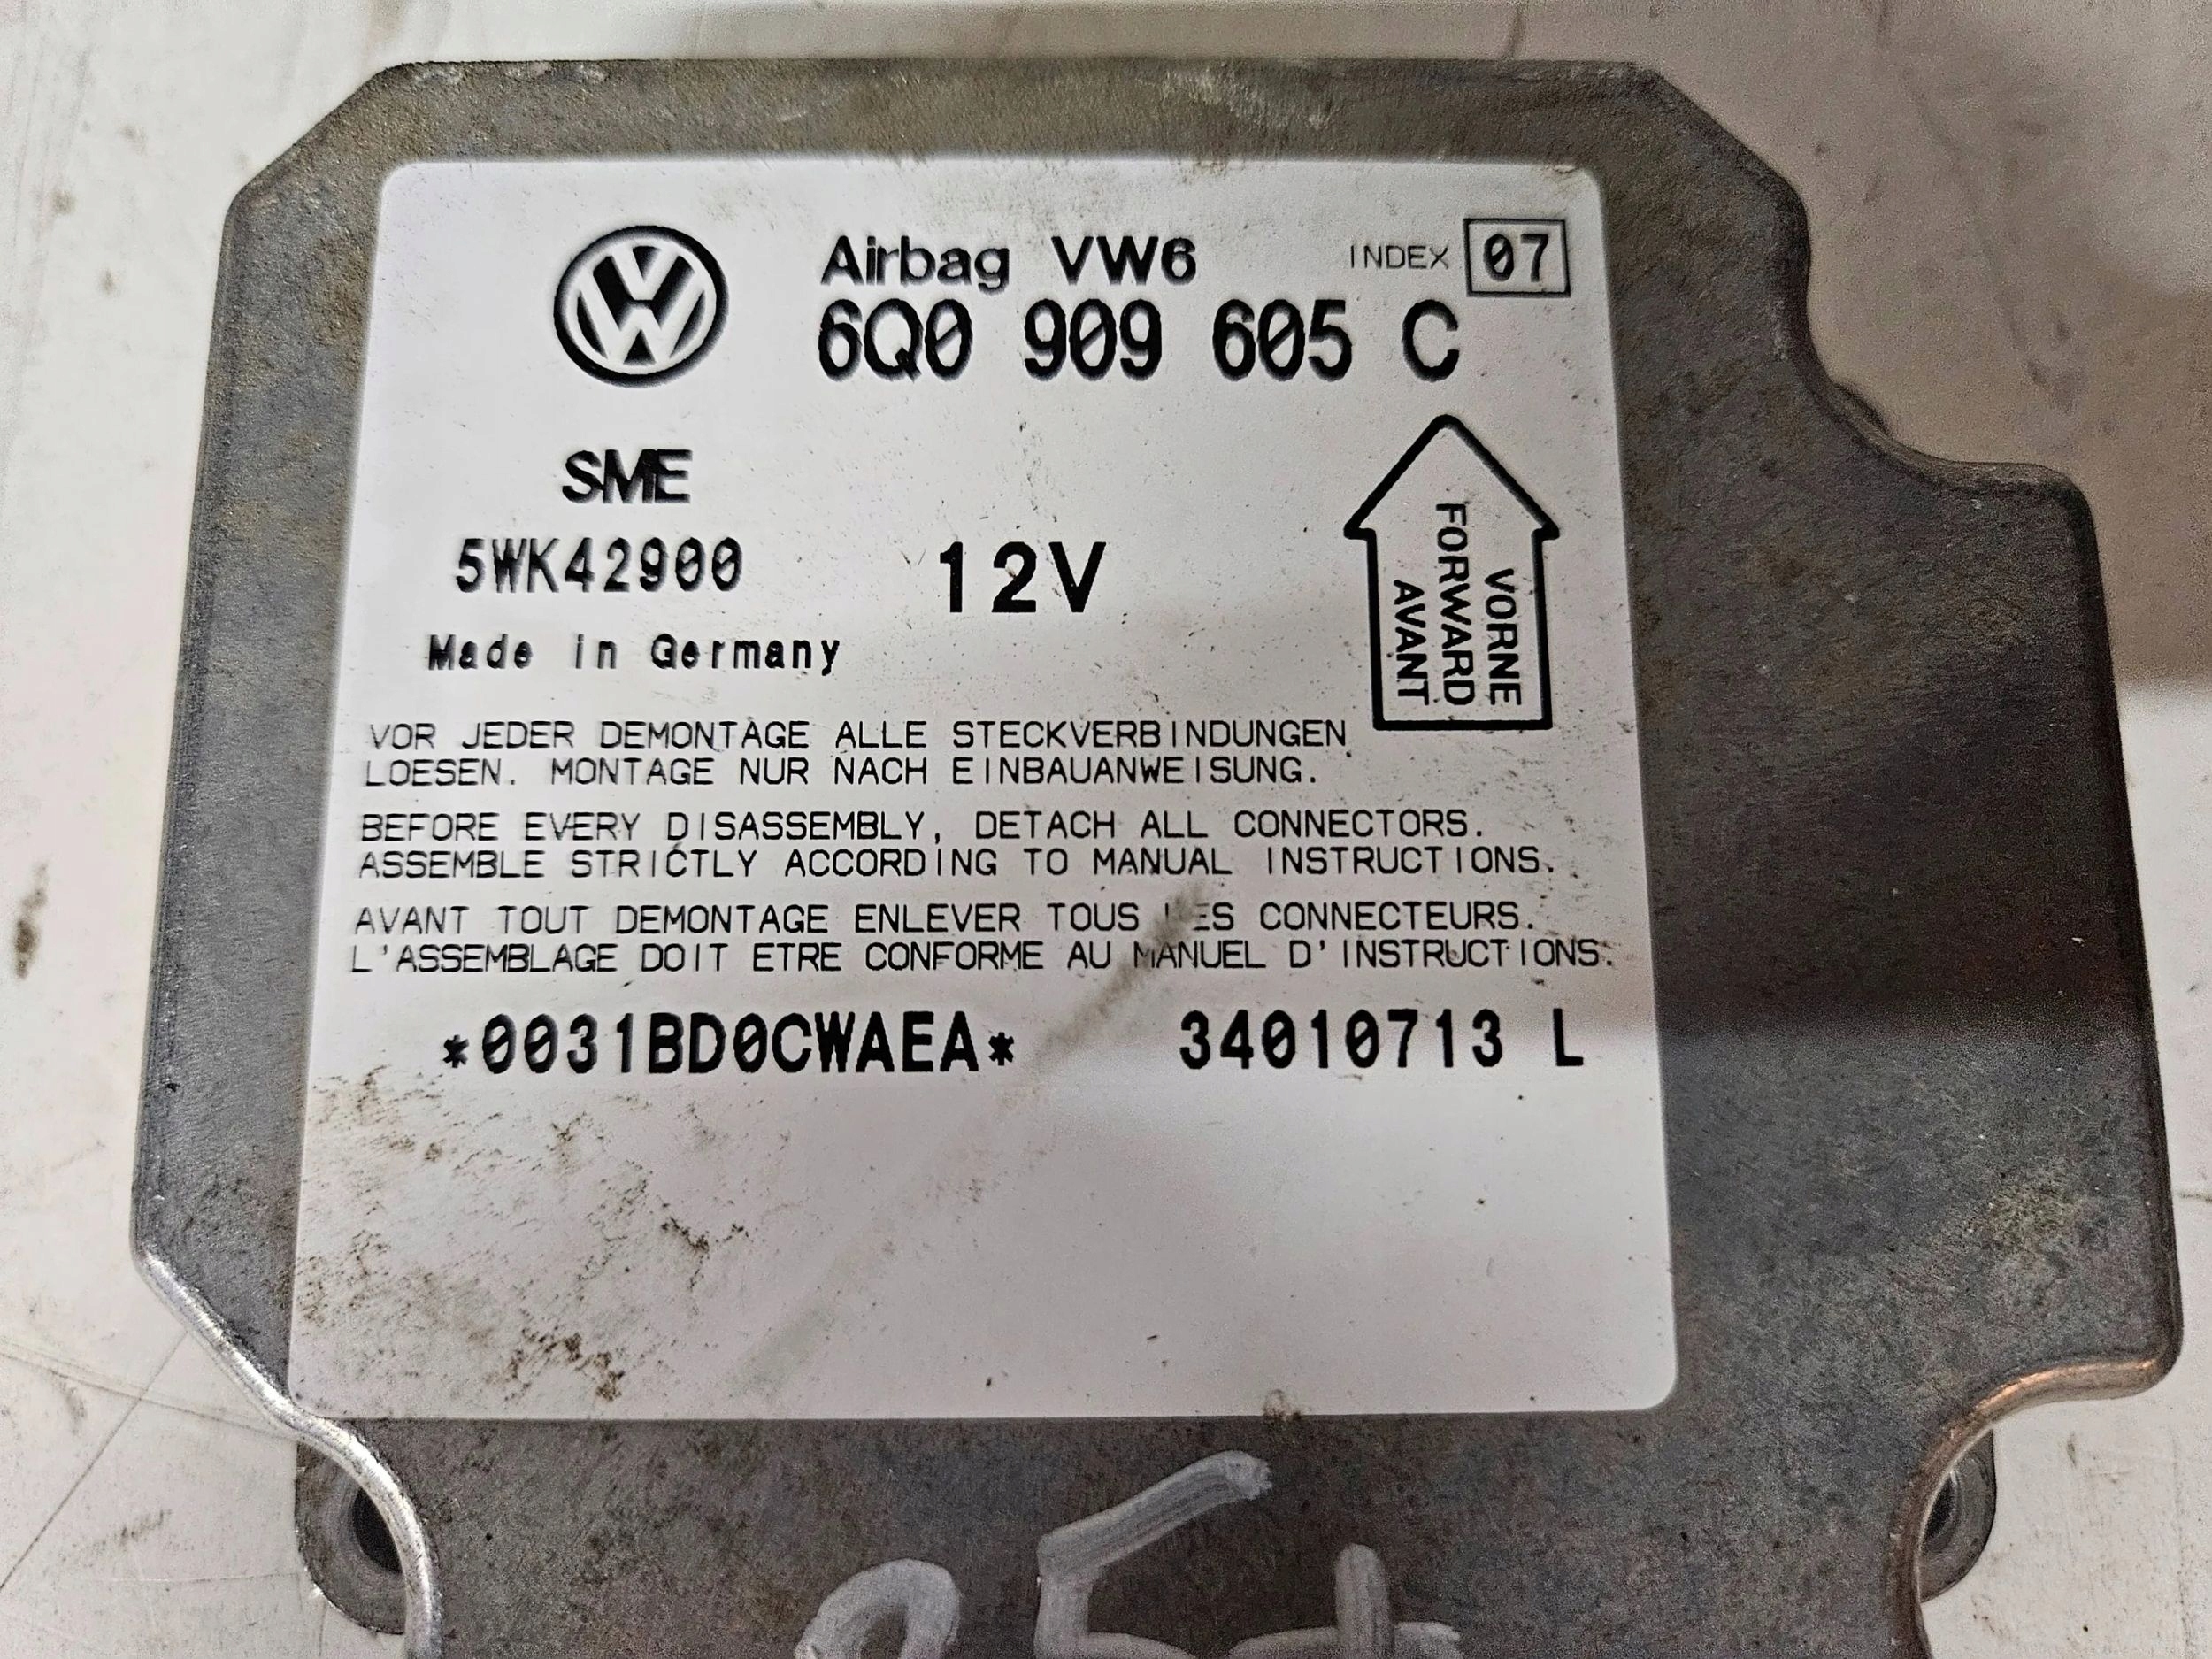 Airbag VW6 INDEX 07
6Q0 909 605 C
SME
5WK42900 12V
Made in Germany
VORNE
FORWARD
AVANT
VOR JEDER DEMONTAGE ALLE STECKVERBINDUNGEN
LOESEN. MONTAGE NUR NACH EINBAUANWEISUNG.
BEFORE EVERY DISASSEMBLY, DETACH ALL CONNECTORS.
ASSEMBLE STRICTLY ACCORDING TO MANUAL INSTRUCTIONS.
AVANT TOUT DEMONTAGE ENLEVER TOUS LES CONNECTEURS.
L'ASSEMBLAGE DOIT ETRE CONFORME AU MANUEL D'INSTRUCTIONS.
*0031BD0CWAEA* 34010713 L